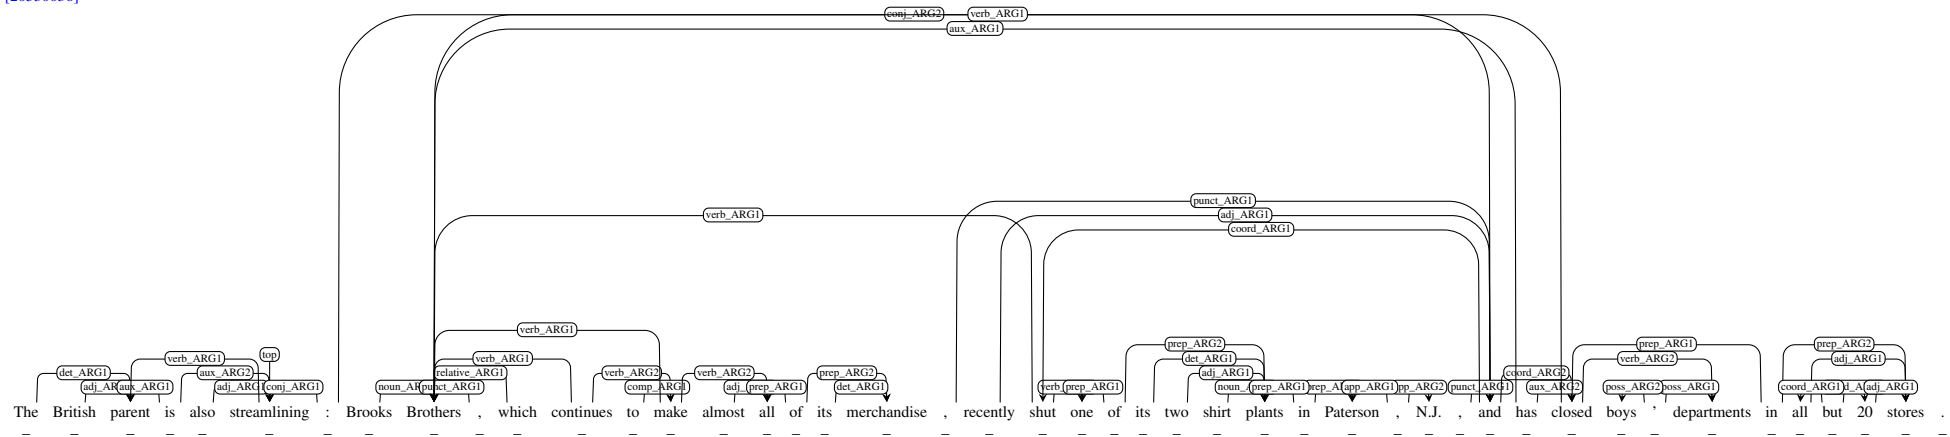 conj_ARG2 verb_ARG1
aux_ARG1
punct_ARG1
verb_ARG1 adj_ARG1
coord_ARG1
verb_ARG1
prep_ARG2 prep_ARG1 prep_ARG2
top
verb_ARG1 verb_ARG1 det_ARG1 verb_ARG2 adj_ARG1
det_ARG1 aux_ARG2 relative_ARG1 verb_ARG2 verb_ARG2 prep_ARG2 adj_ARG1 coord_ARG2
aux_ARG1 conj_ARG1 punct_ARG1 comp_ARG1 prep_ARG1 det_ARG1 prep_ARG1 prep_ARG1 app_ARG1 punct_ARG1 aux_ARG2 poss_ARG2 poss_ARG1 coord_ARG1 adj_ARG1
The British parent is also streamlining : Brooks Brothers , which continues to make almost all of its merchandise , recently shut one of its two shirt plants in Paterson , N.J. , and has closed boys ' departments in all but 20 stores .